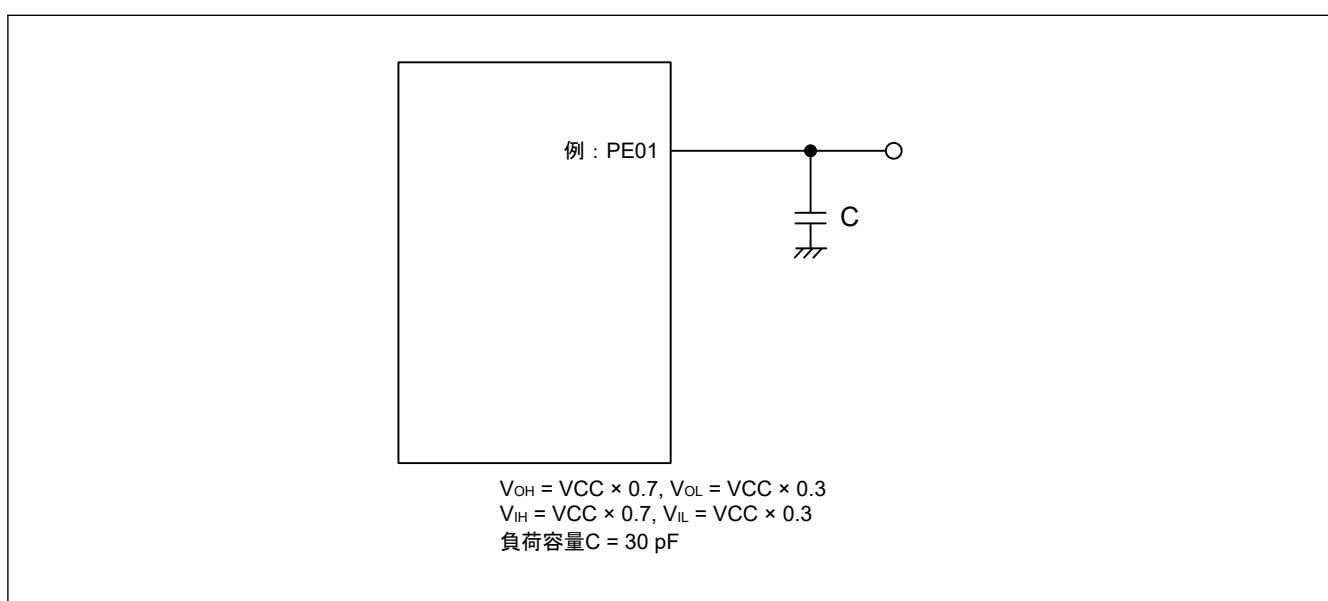 例：PE01
C
VOH = VCC × 0.7, VOL = VCC × 0.3
VIH = VCC × 0.7, VIL = VCC × 0.3
負荷容量C = 30 pF